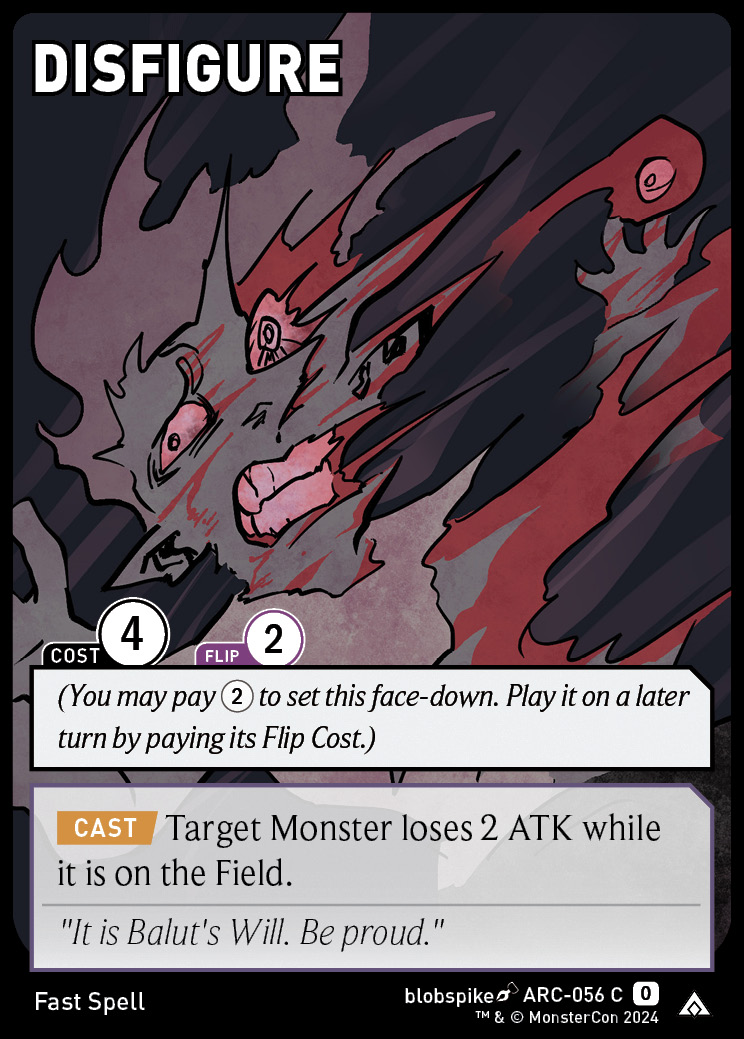 DISFIGURE
COST 4 FLIP 2
(You may pay 2 to set this face-down. Play it on a later
turn by paying its Flip Cost.)
CAST Target Monster loses 2 ATK while
it is on the Field.
"It is Balut's Will. Be proud."
Fast Spell
blobspike ARC-056 C 0
™ & © MonsterCon 2024